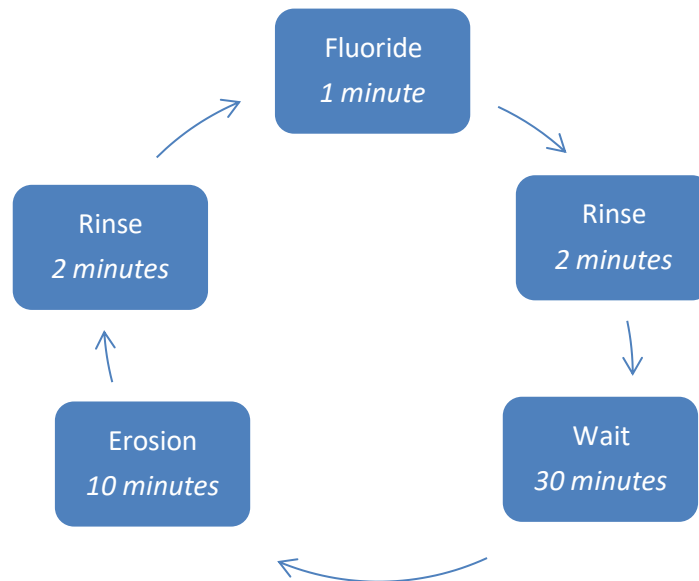 Fluoride
1 minute
Rinse
2 minutes
Wait
30 minutes
Erosion
10 minutes
Rinse
2 minutes